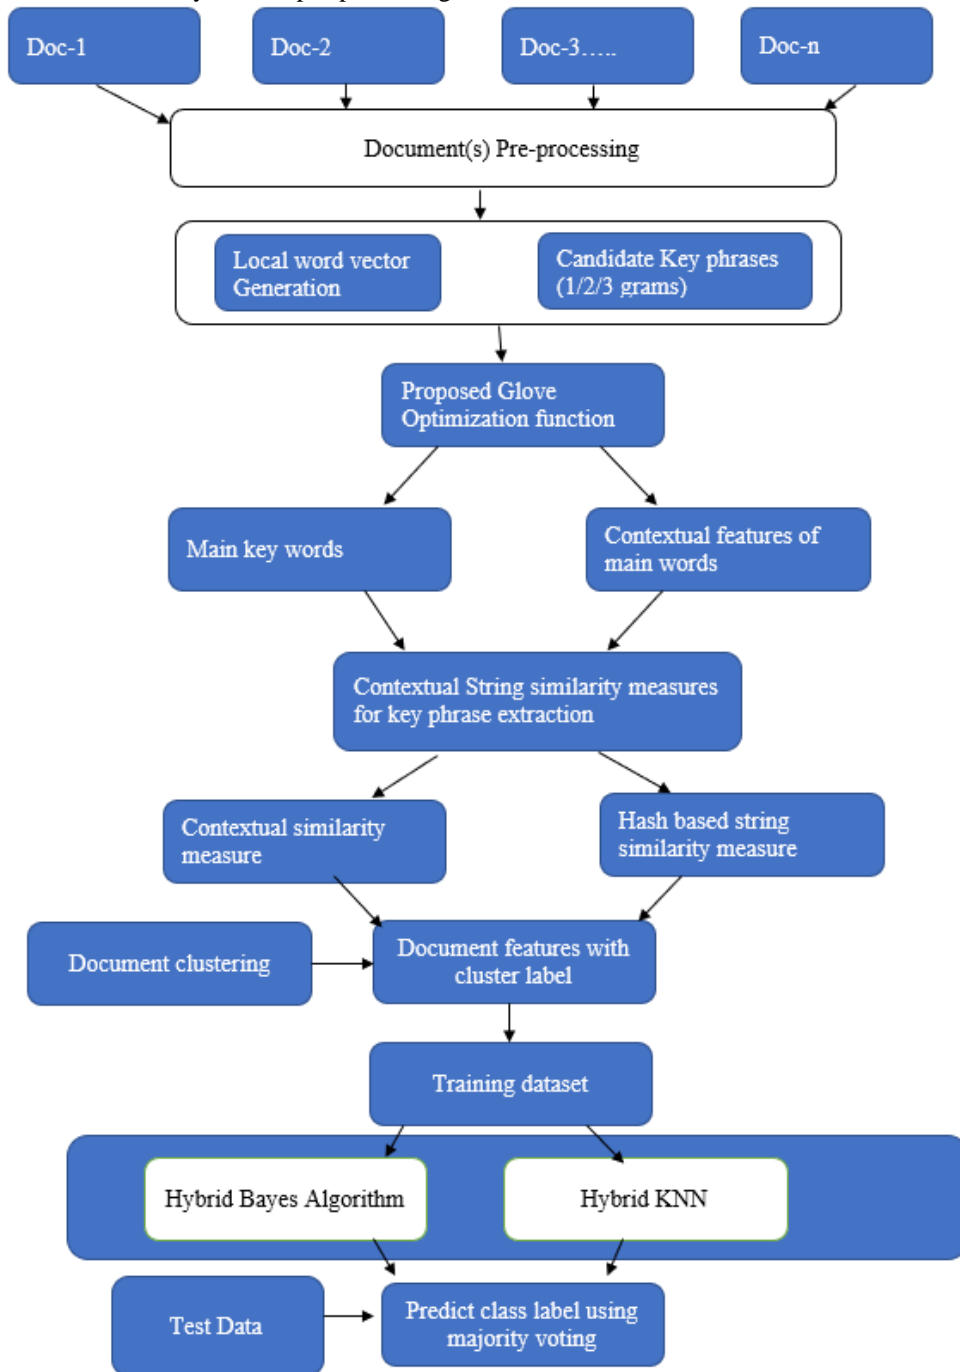 Doc-1
Doc-2
Doc-3.....
Doc-n
Document(s) Pre-processing
Local word vector
Generation
Candidate Key phrases
(1/2/3 grams)
Proposed Glove
Optimization function
Main key words
Contextual features of
main words
Contextual String similarity measures
for key phrase extraction
Contextual similarity
measure
Hash based string
similarity measure
Document clustering
Document features with
cluster label
Training dataset
Hybrid Bayes Algorithm
Hybrid KNN
Test Data
Predict class label using
majority voting